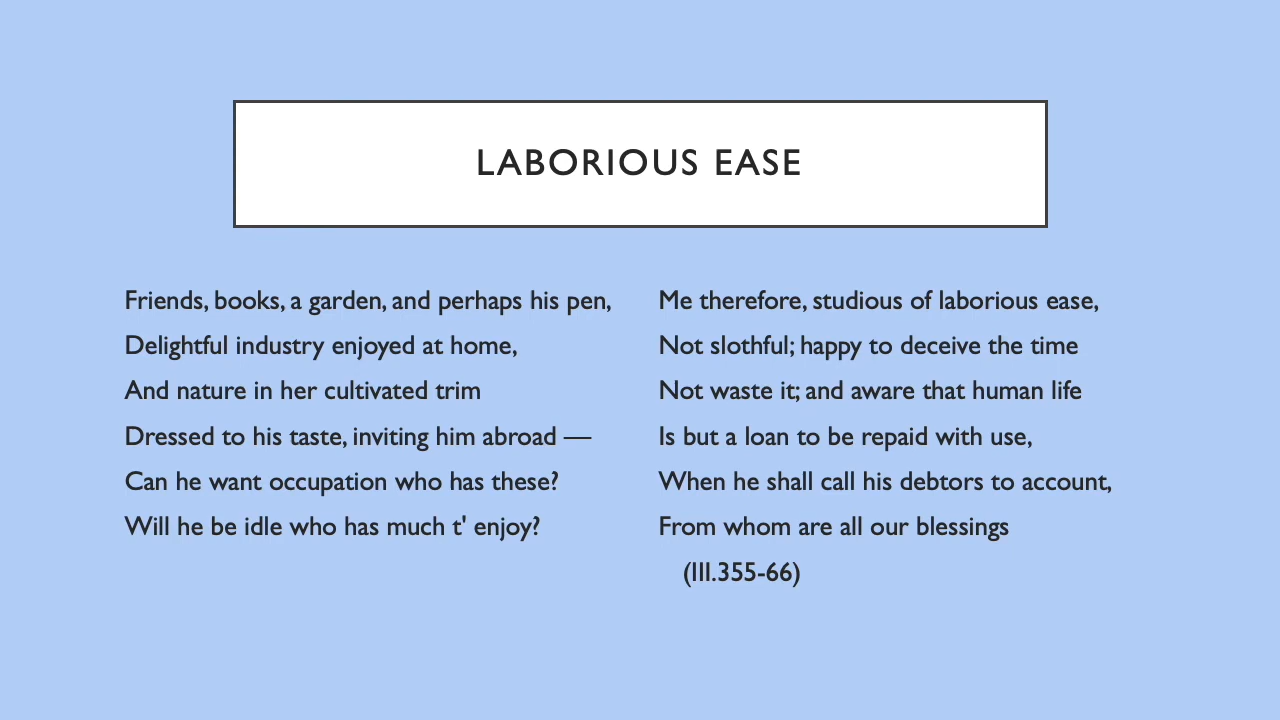 LABORIOUS EASE
Friends, books, a garden, and perhaps his pen,
Delightful industry enjoyed at home,
And nature in her cultivated trim
Dressed to his taste, inviting him abroad —
Can he want occupation who has these?
Will he be idle who has much t' enjoy?
Me therefore, studious of laborious ease,
Not slothful; happy to deceive the time
Not waste it; and aware that human life
Is but a loan to be repaid with use,
When he shall call his debtors to account,
From whom are all our blessings
(III.355-66)